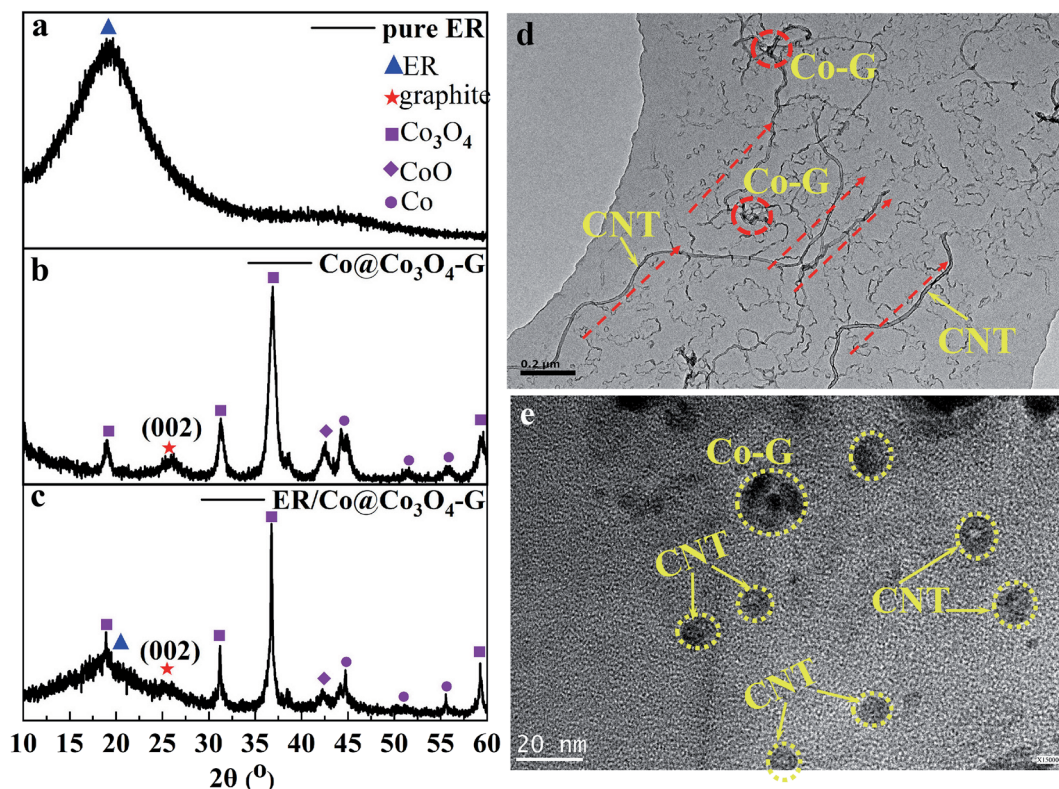 a
pure ER
ER
graphite
Co₃O₄
CoO
Co
b
Co@Co₃O₄-G
(002)
c
ER/Co@Co₃O₄-G
(002)
10 15 20 25 30 35 40 45 50 55 60
2θ (°)
d
Co-G
Co-G
CNT
CNT
0.2 μm
e
Co-G
CNT
CNT
CNT
20 nm
X15000